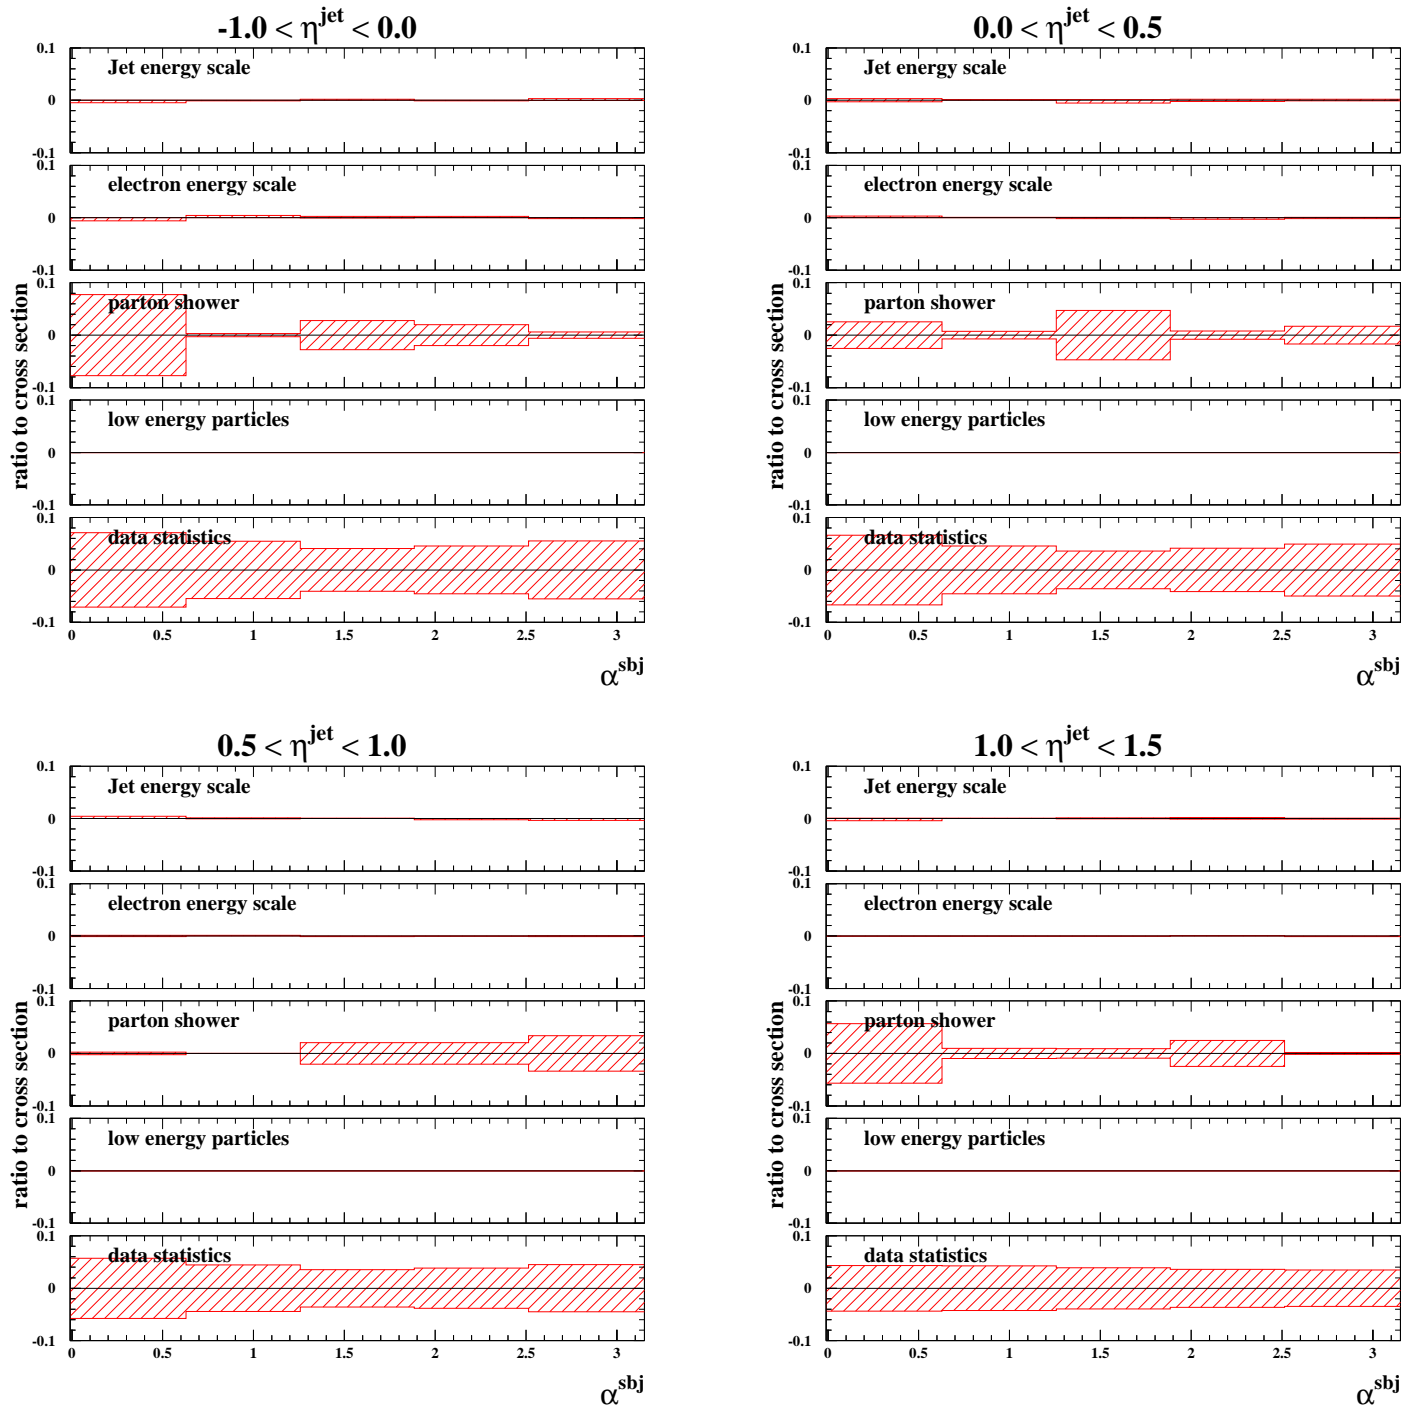 -1.0 < η^jet < 0.0
0.1
Jet energy scale
0
-0.1
0.1
electron energy scale
0
-0.1
0.1
parton shower
0
-0.1
0.1
low energy particles
0
-0.1
0.1
data statistics
0
-0.1
0 0.5 1 1.5 2 2.5 3
ratio to cross section
α^sbj
0.0 < η^jet < 0.5
0.1
Jet energy scale
0
-0.1
0.1
electron energy scale
0
-0.1
0.1
parton shower
0
-0.1
0.1
low energy particles
0
-0.1
0.1
data statistics
0
-0.1
0 0.5 1 1.5 2 2.5 3
ratio to cross section
α^sbj
0.5 < η^jet < 1.0
0.1
Jet energy scale
0
-0.1
0.1
electron energy scale
0
-0.1
0.1
parton shower
0
-0.1
0.1
low energy particles
0
-0.1
0.1
data statistics
0
-0.1
0 0.5 1 1.5 2 2.5 3
ratio to cross section
α^sbj
1.0 < η^jet < 1.5
0.1
Jet energy scale
0
-0.1
0.1
electron energy scale
0
-0.1
0.1
parton shower
0
-0.1
0.1
low energy particles
0
-0.1
0.1
data statistics
0
-0.1
0 0.5 1 1.5 2 2.5 3
ratio to cross section
α^sbj